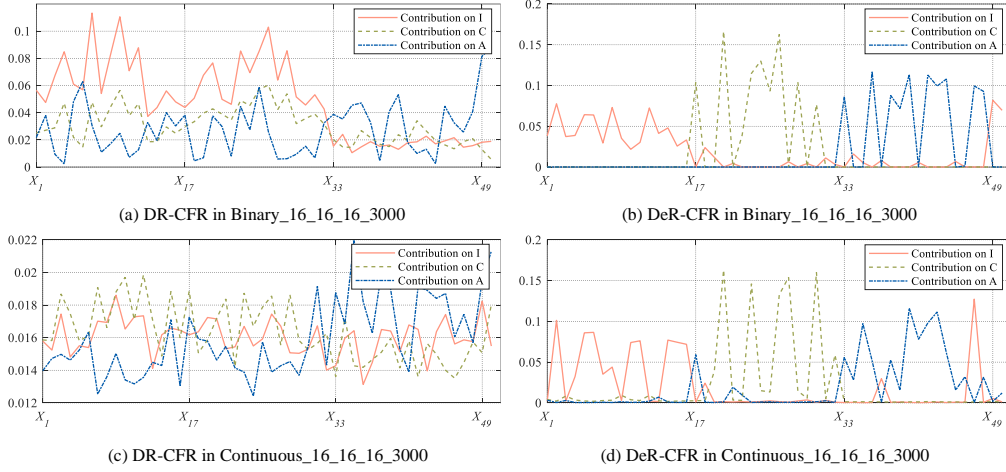 0.1
0.08
0.06
0.04
0.02
0
X1
X17
X33
X49
Contribution on I
Contribution on C
Contribution on A
(a) DR-CFR in Binary_16_16_16_3000
0.2
0.15
0.1
0.05
0
X1
X17
X33
X49
Contribution on I
Contribution on C
Contribution on A
(b) DeR-CFR in Binary_16_16_16_3000
0.022
0.02
0.018
0.016
0.014
0.012
X1
X17
X33
X49
Contribution on I
Contribution on C
Contribution on A
(c) DR-CFR in Continuous_16_16_16_3000
0.2
0.15
0.1
0.05
0
X1
X17
X33
X49
Contribution on I
Contribution on C
Contribution on A
(d) DeR-CFR in Continuous_16_16_16_3000